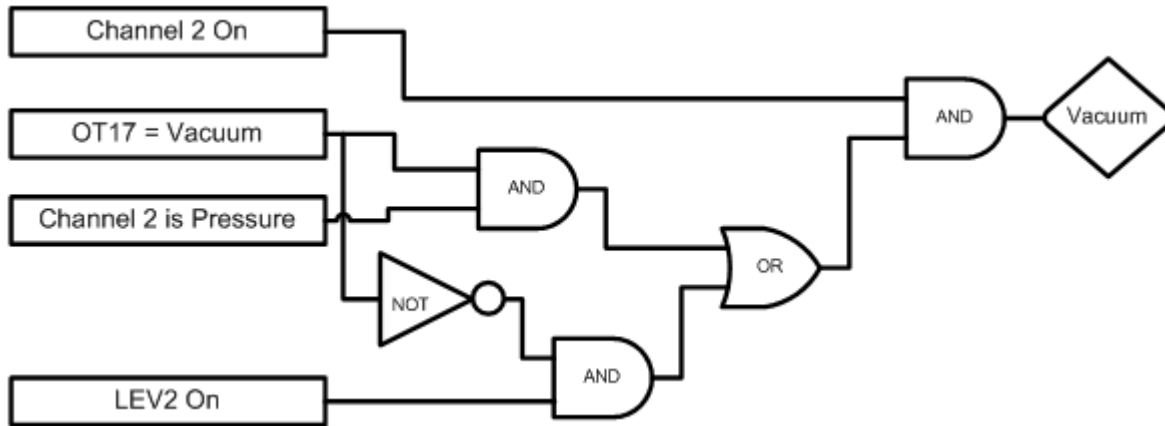 Channel 2 On
OT17 = Vacuum
Channel 2 is Pressure
LEV2 On
AND
NOT
AND
OR
AND
Vacuum